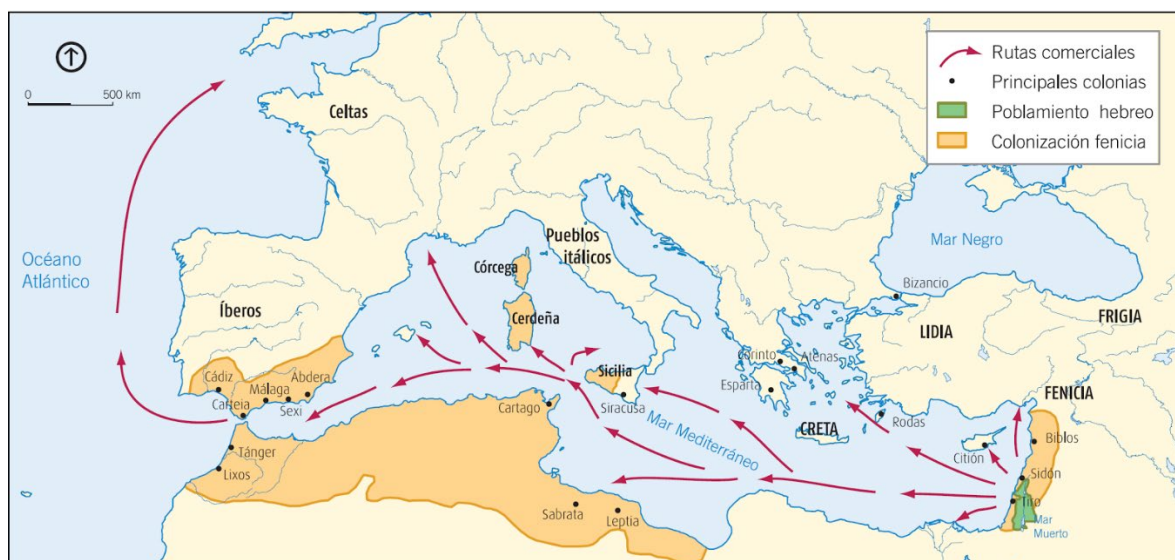 Rutas comerciales
Principales colonias
Poblamiento hebreo
Colonización fenicia
0
500 km
Celtas
Océano
Atlántico
Íberos
Córcega
Cerdeña
Pueblos
itálicos
Mar Negro
Bizancio
LIDIA
FRIGIA
Corinto
Atenas
Esparta
Sicilia
Siracusa
Cartago
Cádiz
Málaga
Abdera
Carteia
Sexi
Tánger
Lixos
Mar Mediterráneo
CRETA
Rodas
FENICIA
Biblos
Citión
Sidón
Tiro
Mar
Muerto
Sabrata
Leptia